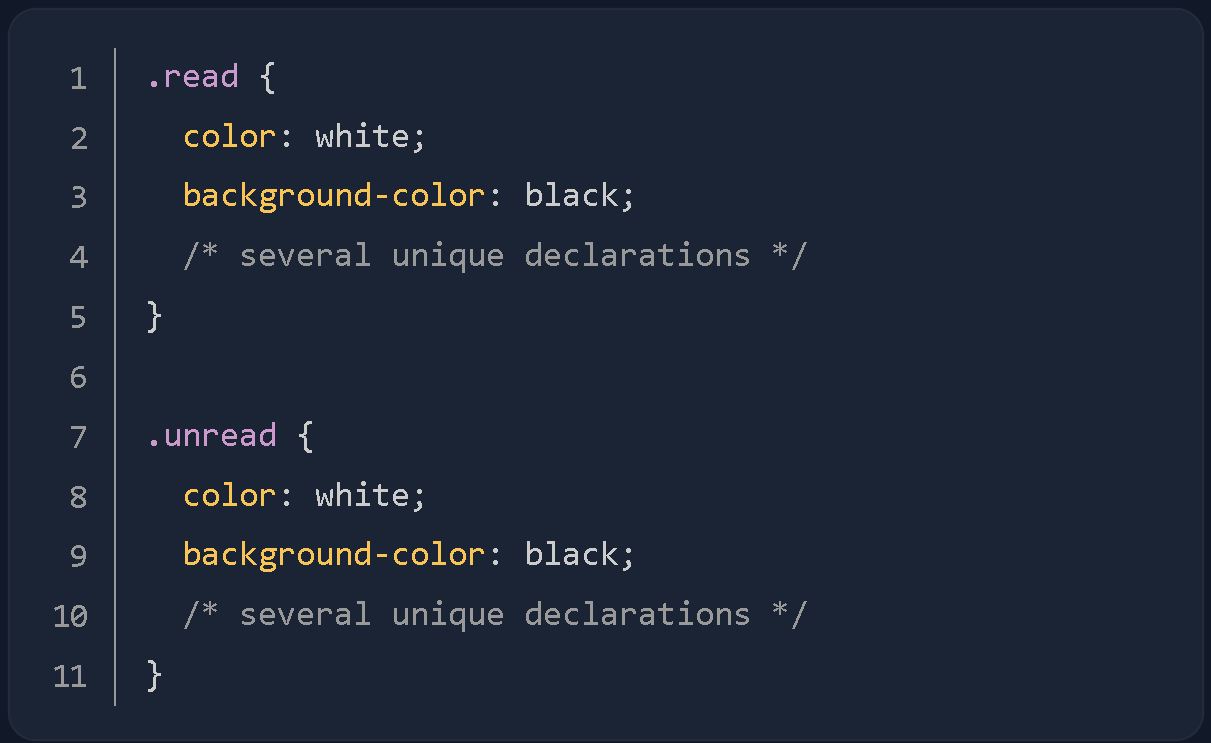 1 .read {
2   color: white;
3   background-color: black;
4   /* several unique declarations */
5 }
6
7 .unread {
8   color: white;
9   background-color: black;
10   /* several unique declarations */
11 }